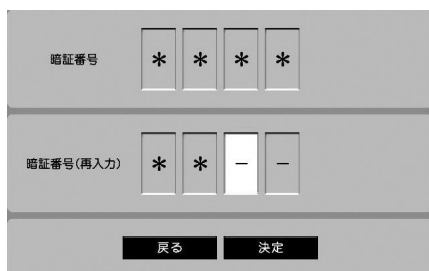 暗証番号 * * * *
暗証番号(再入力) * * － －
戻る 決定